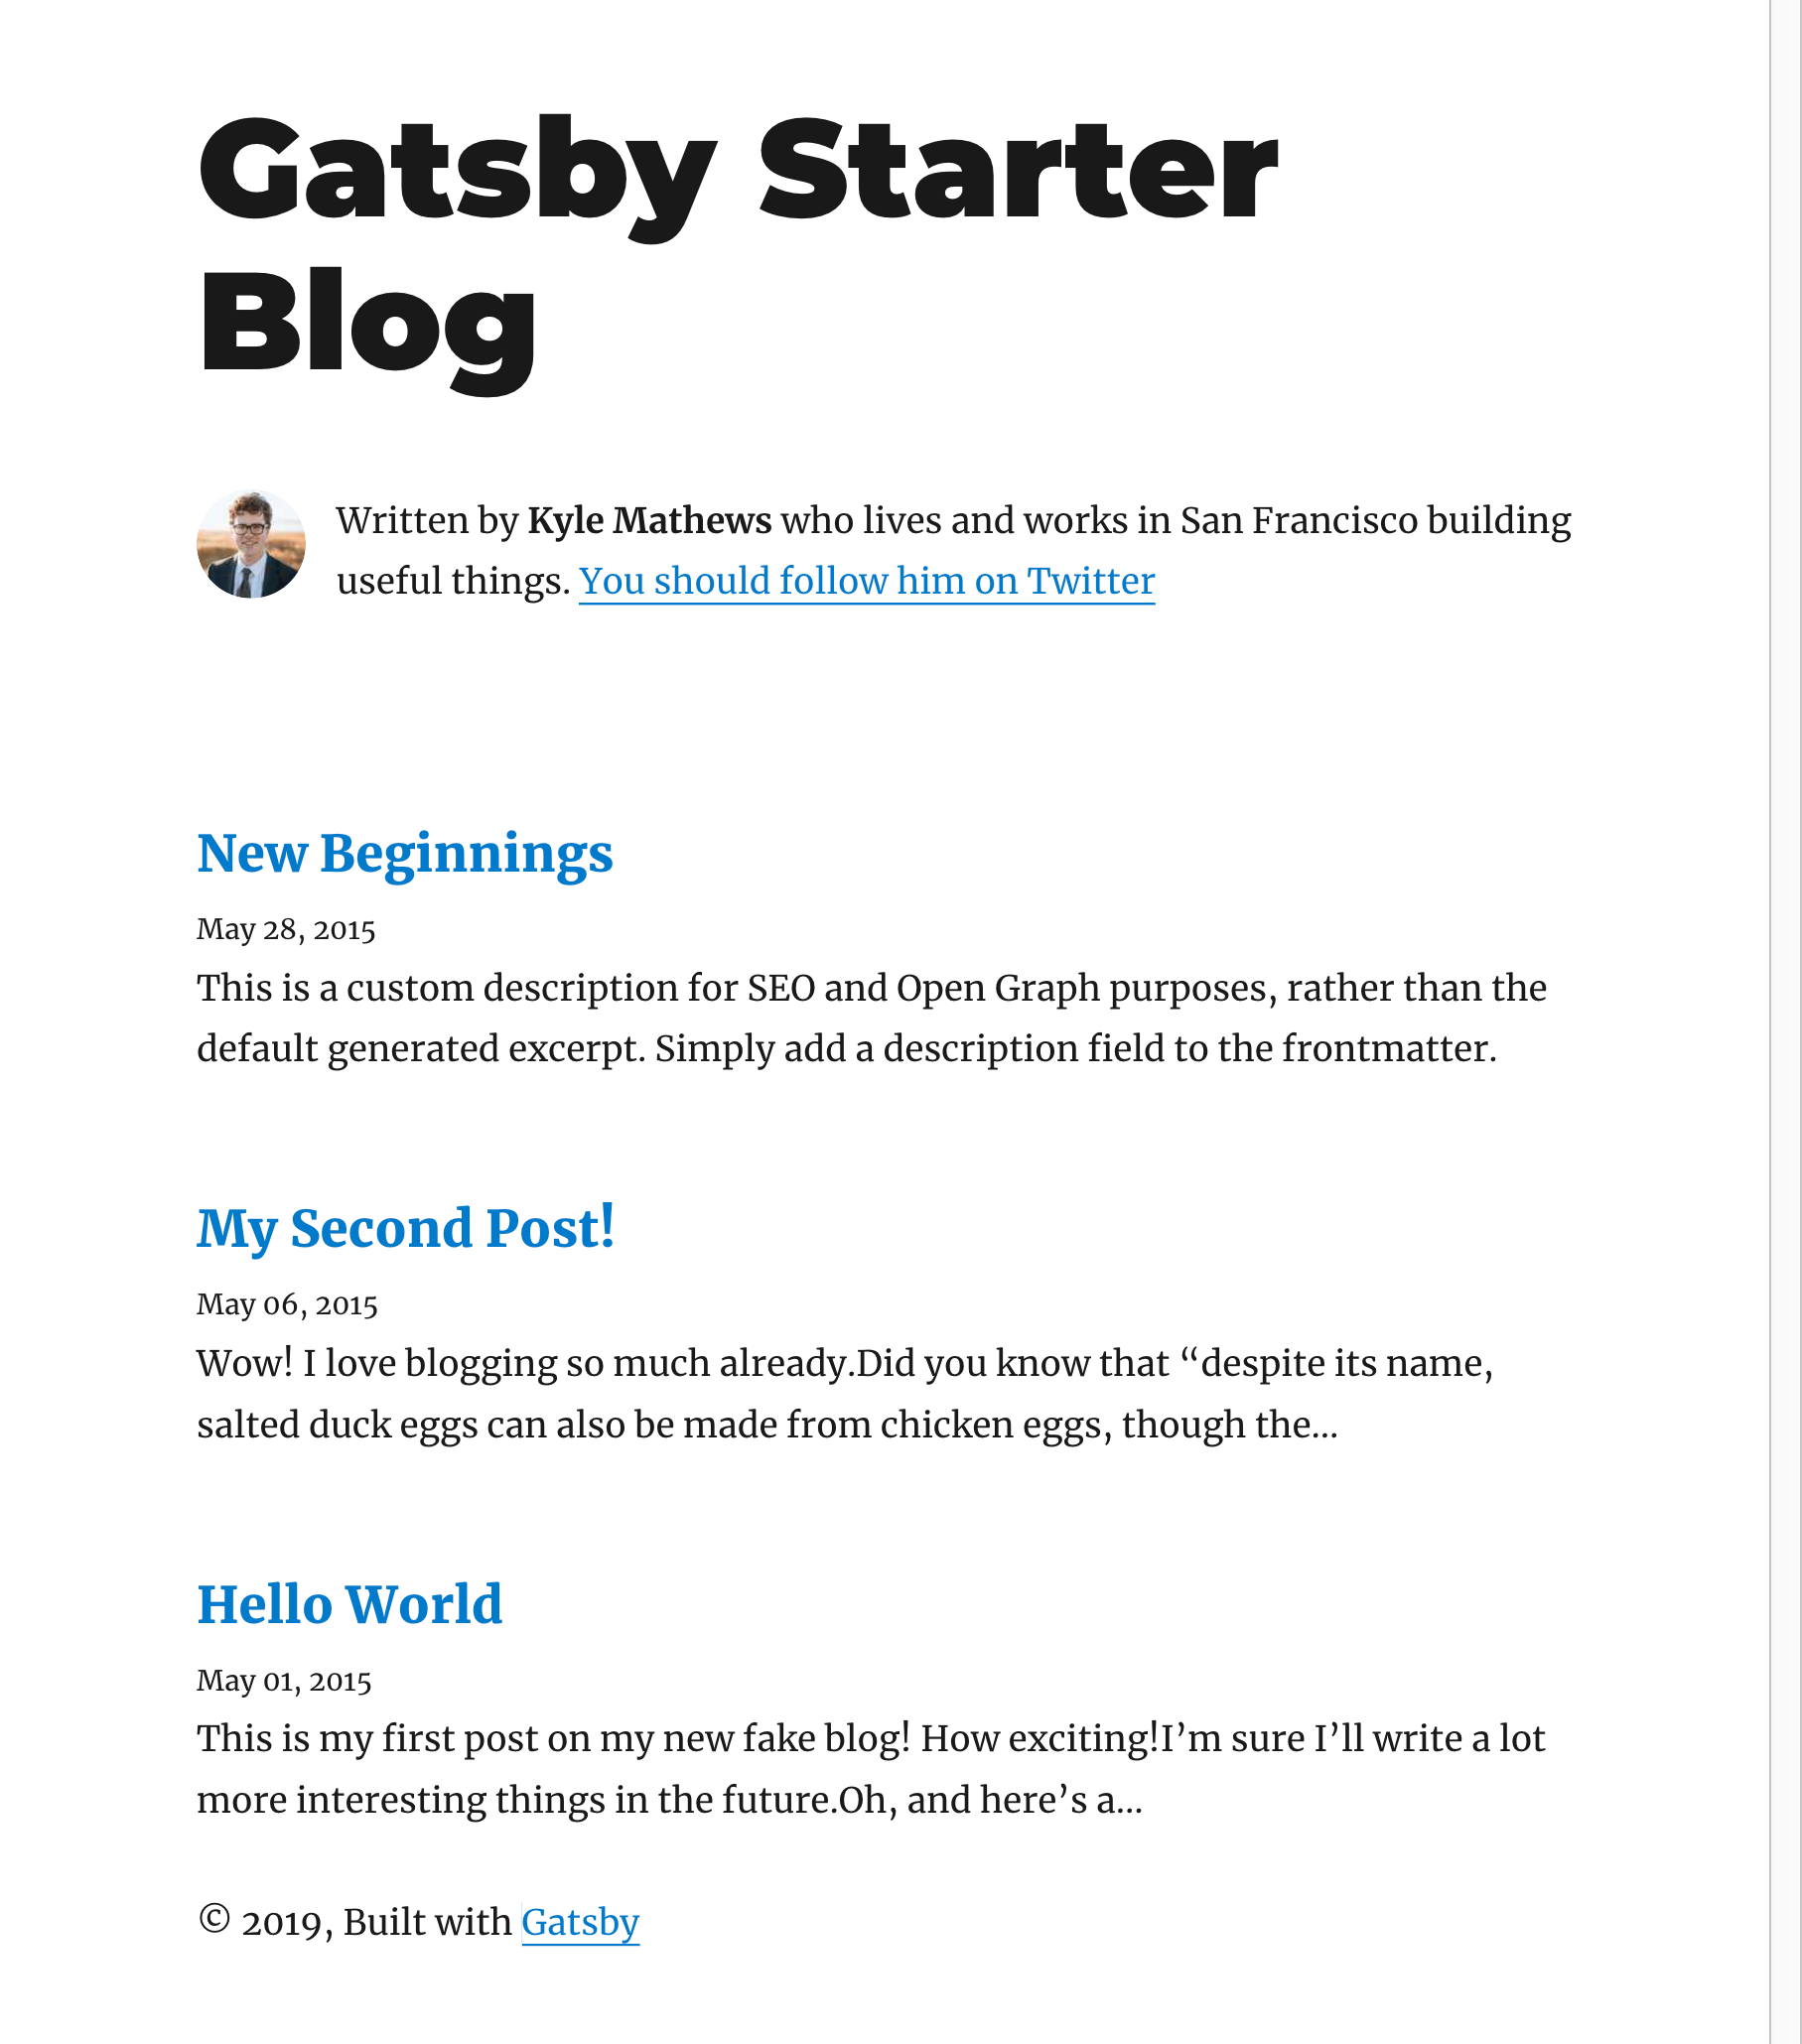 Gatsby Starter
Blog
Written by Kyle Mathews who lives and works in San Francisco building
useful things. You should follow him on Twitter
New Beginnings
May 28, 2015
This is a custom description for SEO and Open Graph purposes, rather than the
default generated excerpt. Simply add a description field to the frontmatter.
My Second Post!
May 06, 2015
Wow! I love blogging so much already.Did you know that “despite its name,
salted duck eggs can also be made from chicken eggs, though the…
Hello World
May 01, 2015
This is my first post on my new fake blog! How exciting!I’m sure I’ll write a lot
more interesting things in the future.Oh, and here’s a…
© 2019, Built with Gatsby